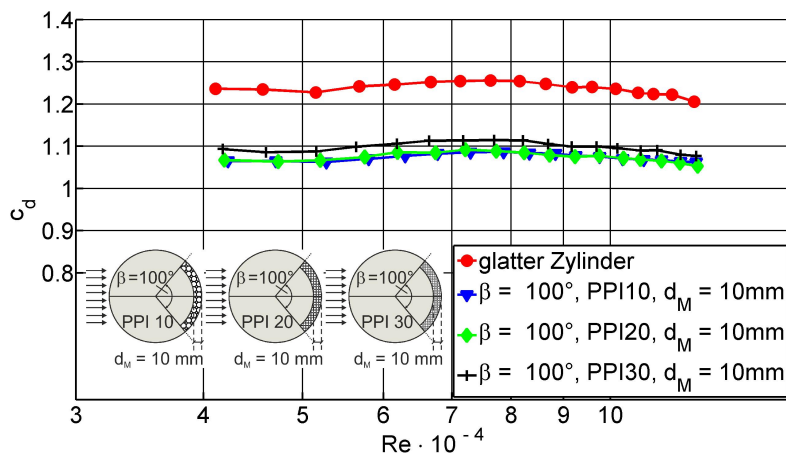 1.4
1.3
1.2
1.1
1
0.9
0.8
c_d
β = 100° β = 100° β = 100°
PPI 10 PPI 20 PPI 30
d_M = 10 mm d_M = 10 mm d_M = 10 mm
glatter Zylinder
β = 100°, PPI10, d_M = 10mm
β = 100°, PPI20, d_M = 10mm
β = 100°, PPI30, d_M = 10mm
3 4 5 6 7 8 9 10
Re · 10⁻⁴